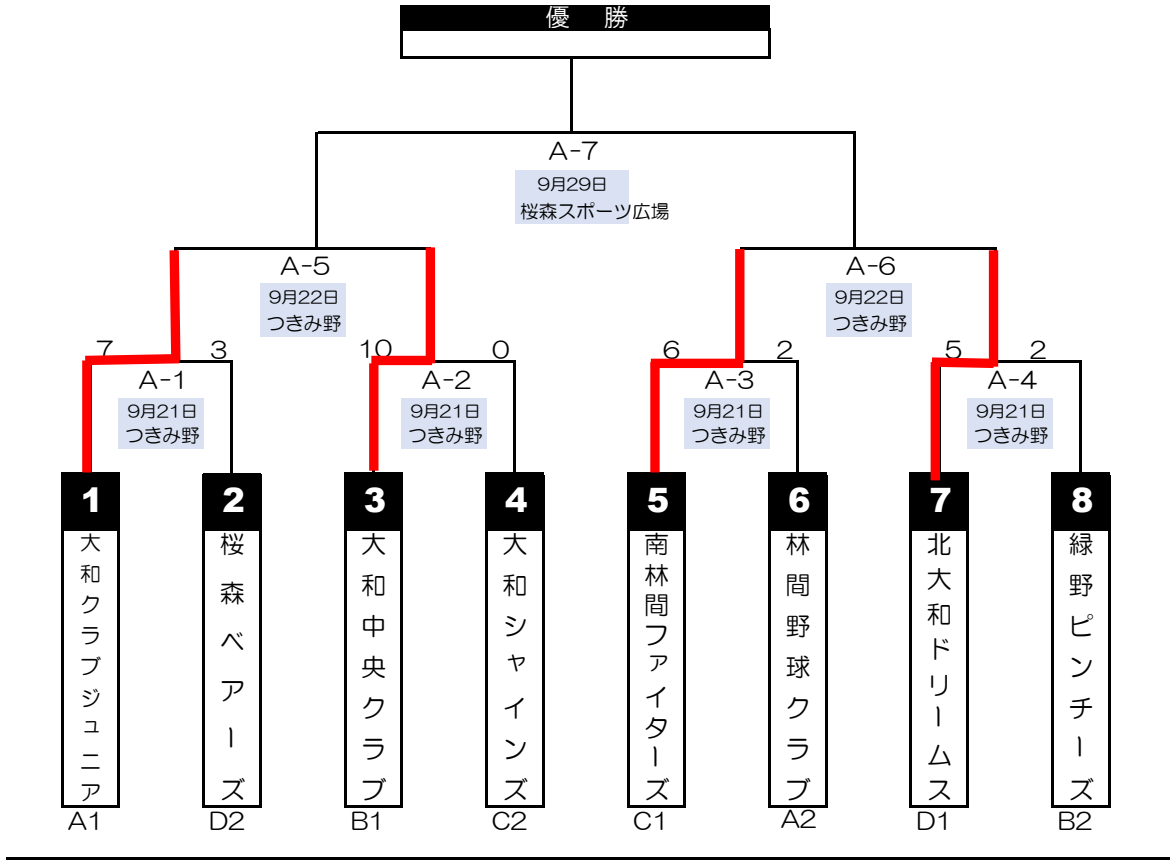 優 勝
A-7
9月29日
桜森スポーツ広場
A-5
9月22日
つきみ野
A-6
9月22日
つきみ野
7 3 10 0 6 2 5 2
A-1
9月21日
つきみ野
A-2
9月21日
つきみ野
A-3
9月21日
つきみ野
A-4
9月21日
つきみ野
1 2 3 4 5 6 7 8
大和クラブジュニア
桜森ベアーズ
大和中央クラブ
大和シャインズ
南林間ファイターズ
林間野球クラブ
北大和ドリームス
緑野ピンチーズ
A1 D2 B1 C2 C1 A2 D1 B2